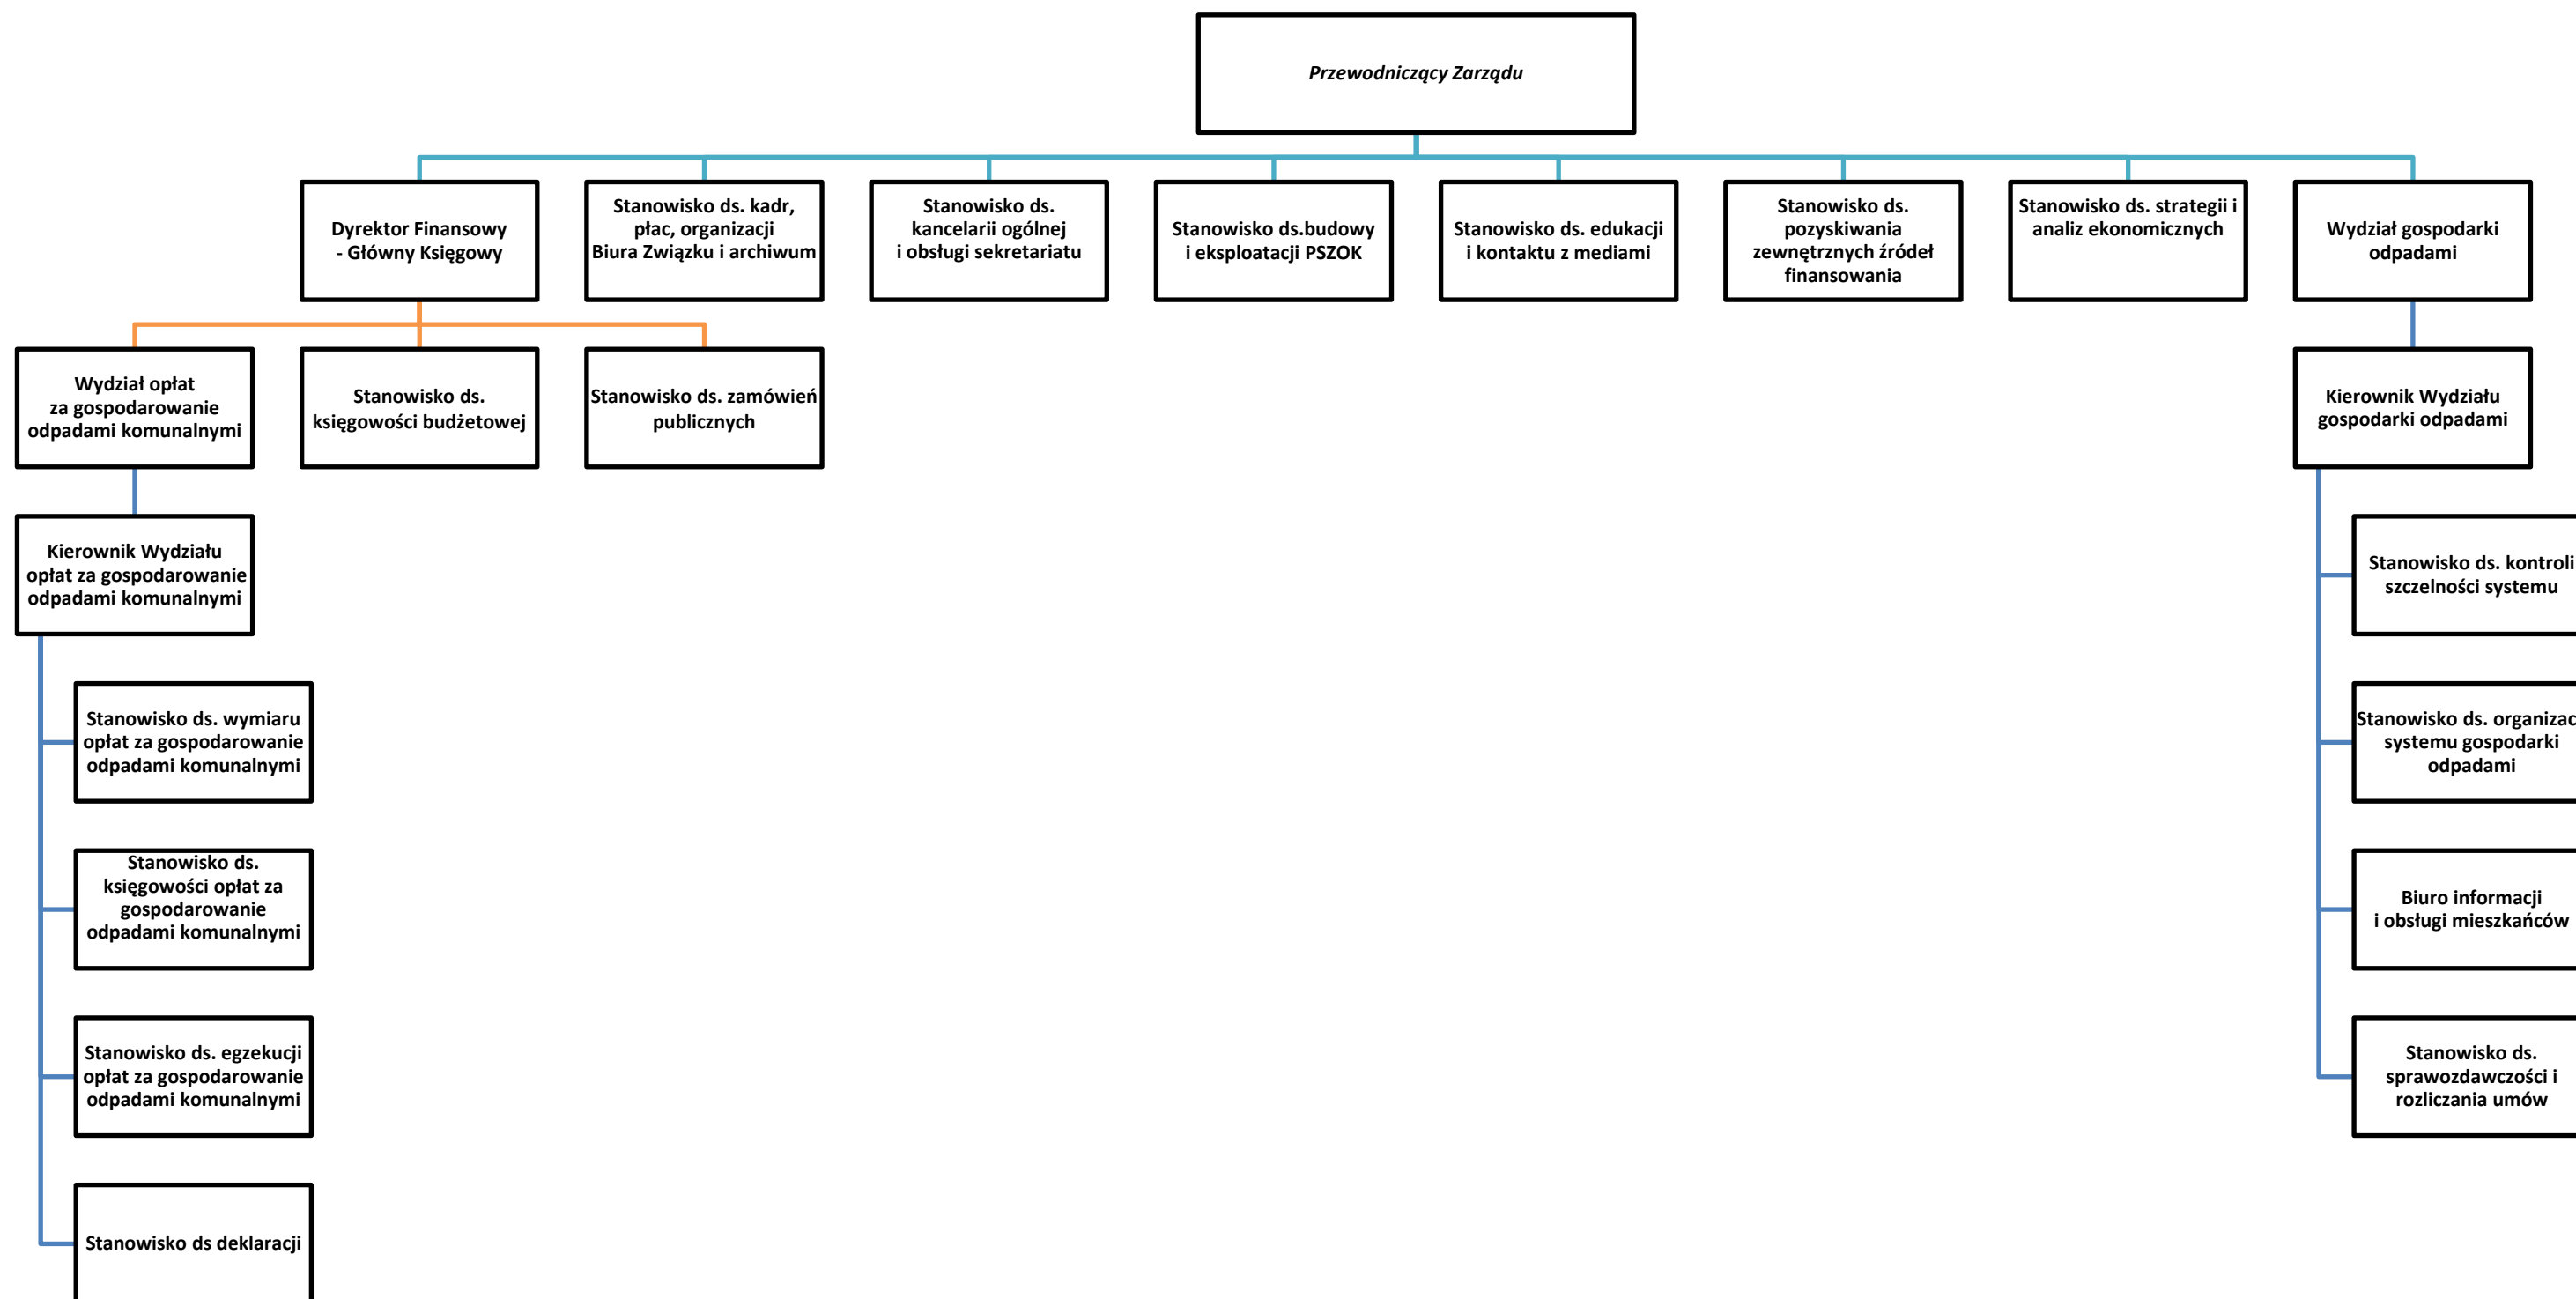 Przewodniczący Zarządu
Dyrektor Finansowy
- Główny Księgowy
Stanowisko ds. kadr,
płac, organizacji
Biura Związku i archiwum
Stanowisko ds.
kancelarii ogólnej
i obsługi sekretariatu
Stanowisko ds.budowy
i eksploatacji PSZOK
Stanowisko ds. edukacji
i kontaktu z mediami
Stanowisko ds.
pozyskiwania
zewnętrznych źródeł
finansowania
Stanowisko ds. strategii i
analiz ekonomicznych
Wydział gospodarki
odpadami
Wydział opłat
za gospodarowanie
odpadami komunalnymi
Stanowisko ds.
księgowości budżetowej
Stanowisko ds. zamówień
publicznych
Kierownik Wydziału
gospodarki odpadami
Kierownik Wydziału
opłat za gospodarowanie
odpadami komunalnymi
Stanowisko ds. kontroli
szczelności systemu
Stanowisko ds. wymiaru
opłat za gospodarowanie
odpadami komunalnymi
Stanowisko ds. organizac
systemu gospodarki
odpadami
Stanowisko ds.
księgowości opłat za
gospodarowanie
odpadami komunalnymi
Biuro informacji
i obsługi mieszkańców
Stanowisko ds. egzekucji
opłat za gospodarowanie
odpadami komunalnymi
Stanowisko ds.
sprawozdawczości i
rozliczania umów
Stanowisko ds deklaracji